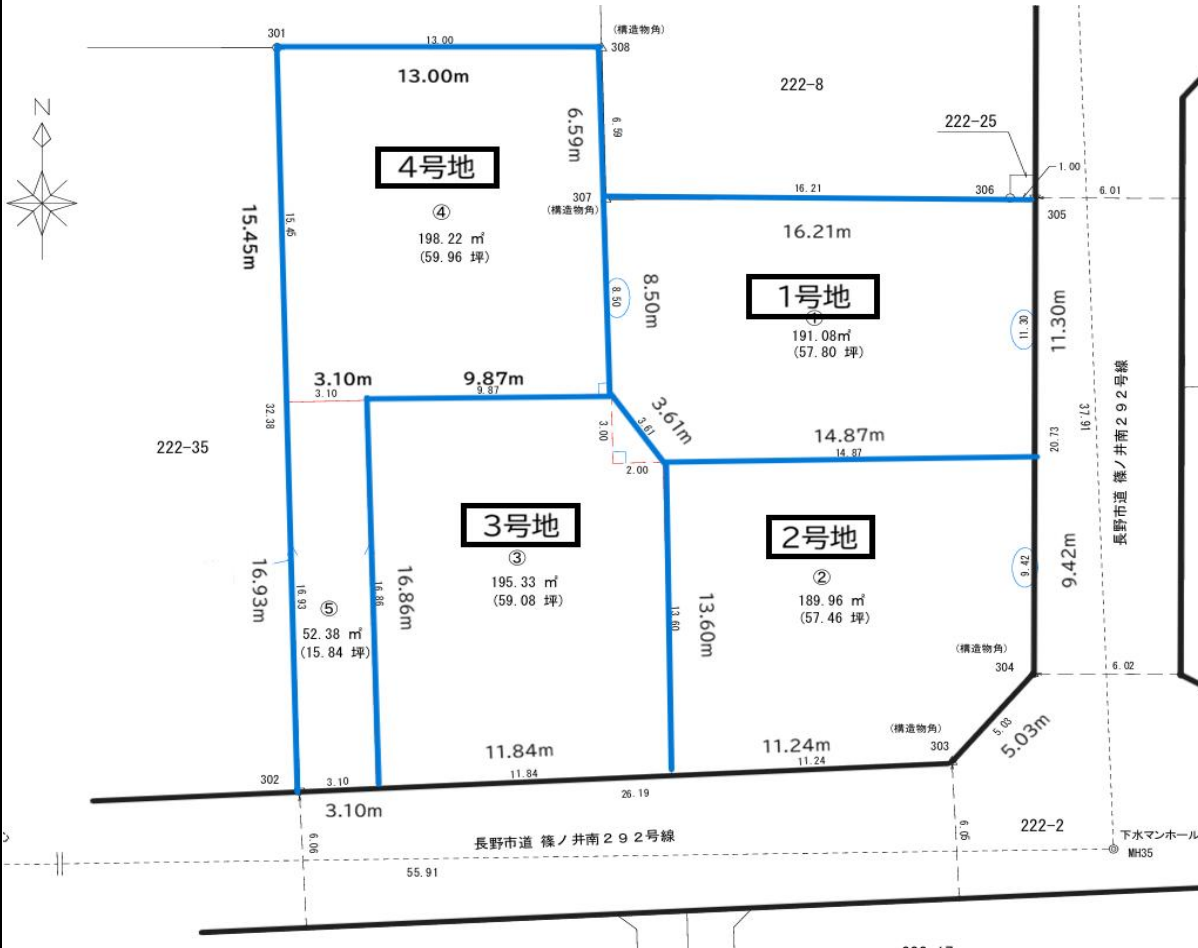 301
13.00
(構造物角)
308
13.00m
222-8
N
6.59m
6.59
222-25
4号地
1.00
307
(構造物角)
16.21
306
6.01
305
④
198.22 ㎡
(59.96 坪)
15.45m
15.45
16.21m
8.50
8.50m
1号地
①
191.08㎡
(57.80 坪)
11.30
11.30m
3.10m
3.10
9.87m
9.87
32.38
3.61m
3.61
3.00
2.00
14.87m
14.87
20.73
37.91
長野市道 篠ノ井南292号線
222-35
3号地
③
195.33 ㎡
(59.08 坪)
2号地
②
189.96 ㎡
(57.46 坪)
9.42
9.42m
16.93m
16.93
⑤
52.38 ㎡
(15.84 坪)
16.86
16.86m
13.60
13.60m
(構造物角)
304
6.02
(構造物角)
303
5.03
5.03m
11.84m
11.84
11.24m
11.24
302
3.10
3.10m
26.19
6.06
長野市道 篠ノ井南292号線
6.05
222-2
下水マンホール
MH35
55.91